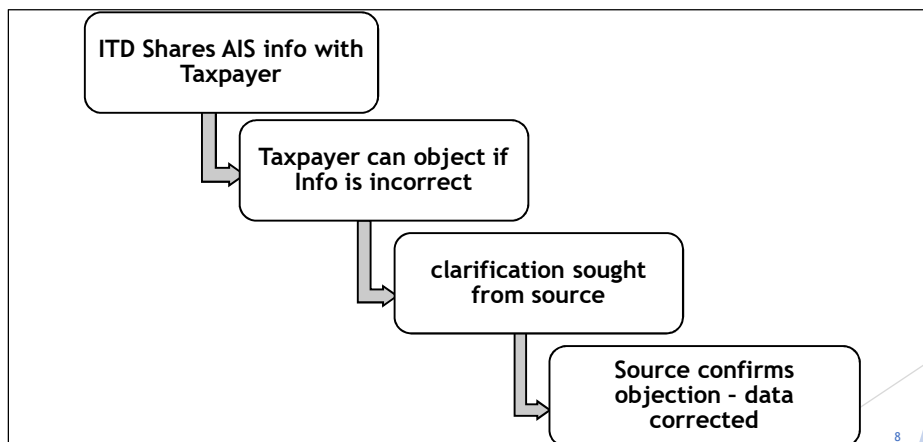 ITD Shares AIS info with
Taxpayer
Taxpayer can object if
Info is incorrect
clarification sought
from source
Source confirms
objection – data
corrected
8